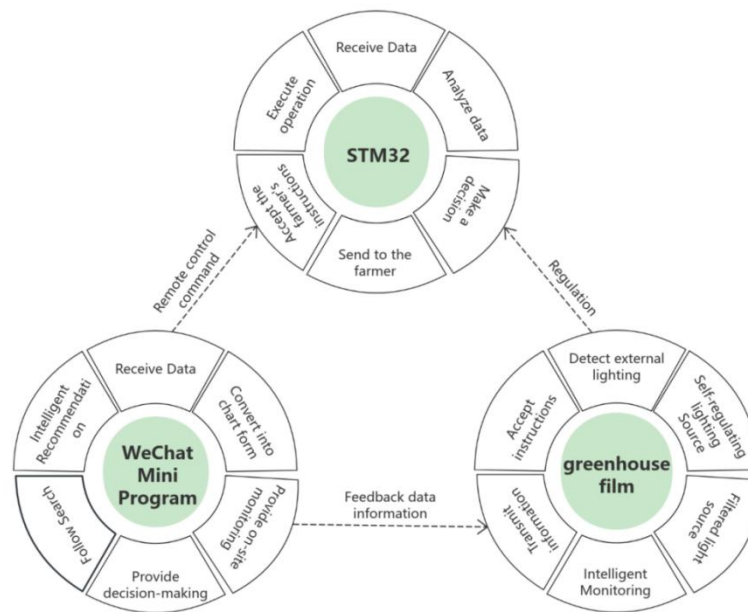 Receive Data
Analyze data
Make a
decision
Send to the
farmer
Accept the
farmer's
instructions
Execute
operation
STM32
Remote control
command
Regulation
Receive Data
Convert into
chart form
Provide on-site
monitoring
Provide
decision-making
Follow Search
Intelligent
Recommendati
on
WeChat
Mini
Program
Feedback data
information
Detect external
lighting
Self-regulating
lighting
Source
Filtered light
source
Intelligent
Monitoring
Transmit
information
Accept
instructions
greenhouse
film